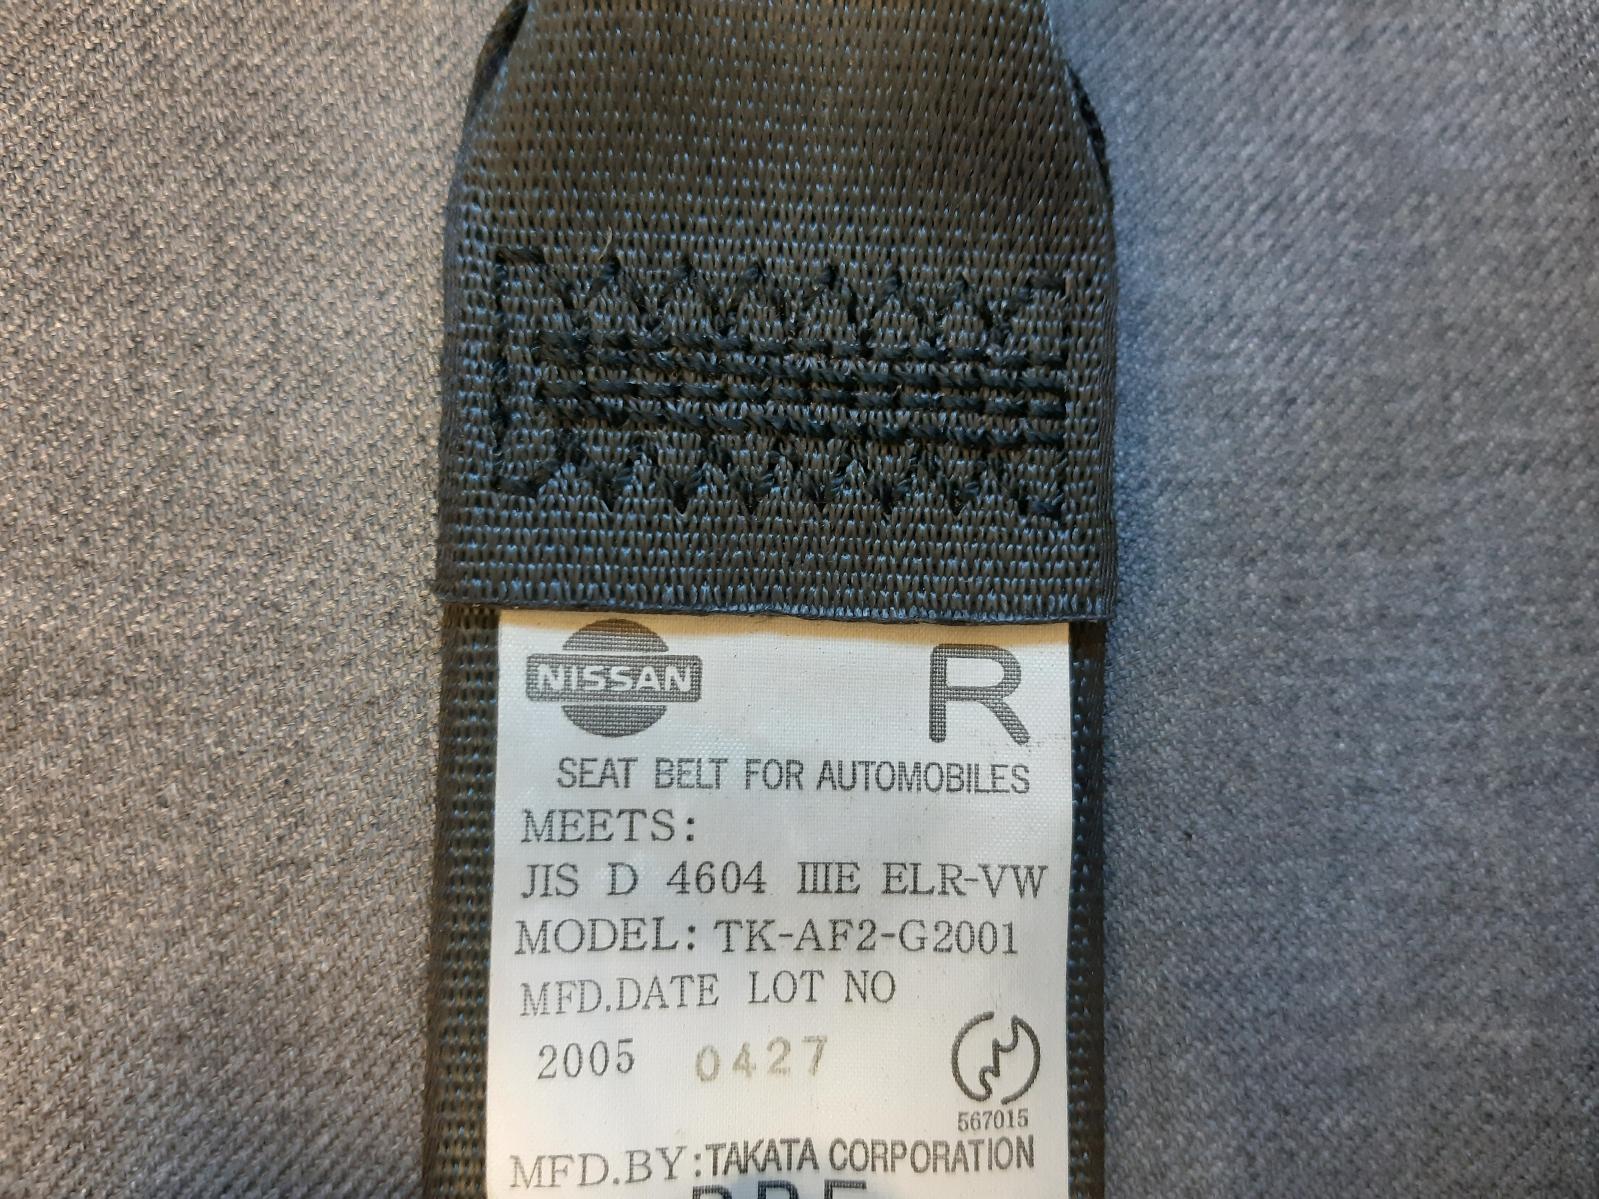 NISSAN R
SEAT BELT FOR AUTOMOBILES
MEETS:
JIS D 4604 IIIE ELR-VW
MODEL: TK-AF2-G2001
MFD.DATE LOT NO
2005 0427
567015
MFD.BY:TAKATA CORPORATION